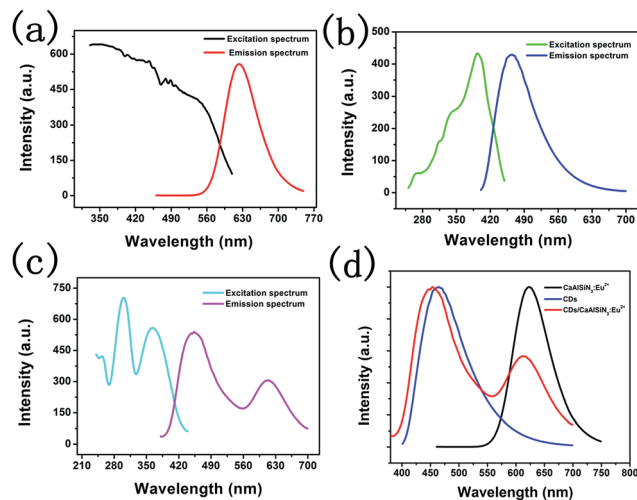 (a)
Excitation spectrum
Emission spectrum
600
450
300
150
0
Intensity (a.u.)
350 420 490 560 630 700 770
Wavelength (nm)
(b)
Excitation spectrum
Emission spectrum
500
400
300
200
100
0
Intensity (a.u.)
280 350 420 490 560 630 700
Wavelength (nm)
(c)
Excitation spectrum
Emission spectrum
750
600
450
300
150
0
Intensity (a.u.)
210 280 350 420 490 560 630 700
Wavelength (nm)
(d)
CaAlSiN₃:Eu²⁺
CDs
CDs/CaAlSiN₃:Eu²⁺
Intensity (a.u.)
400 450 500 550 600 650 700 750 800
Wavelength (nm)